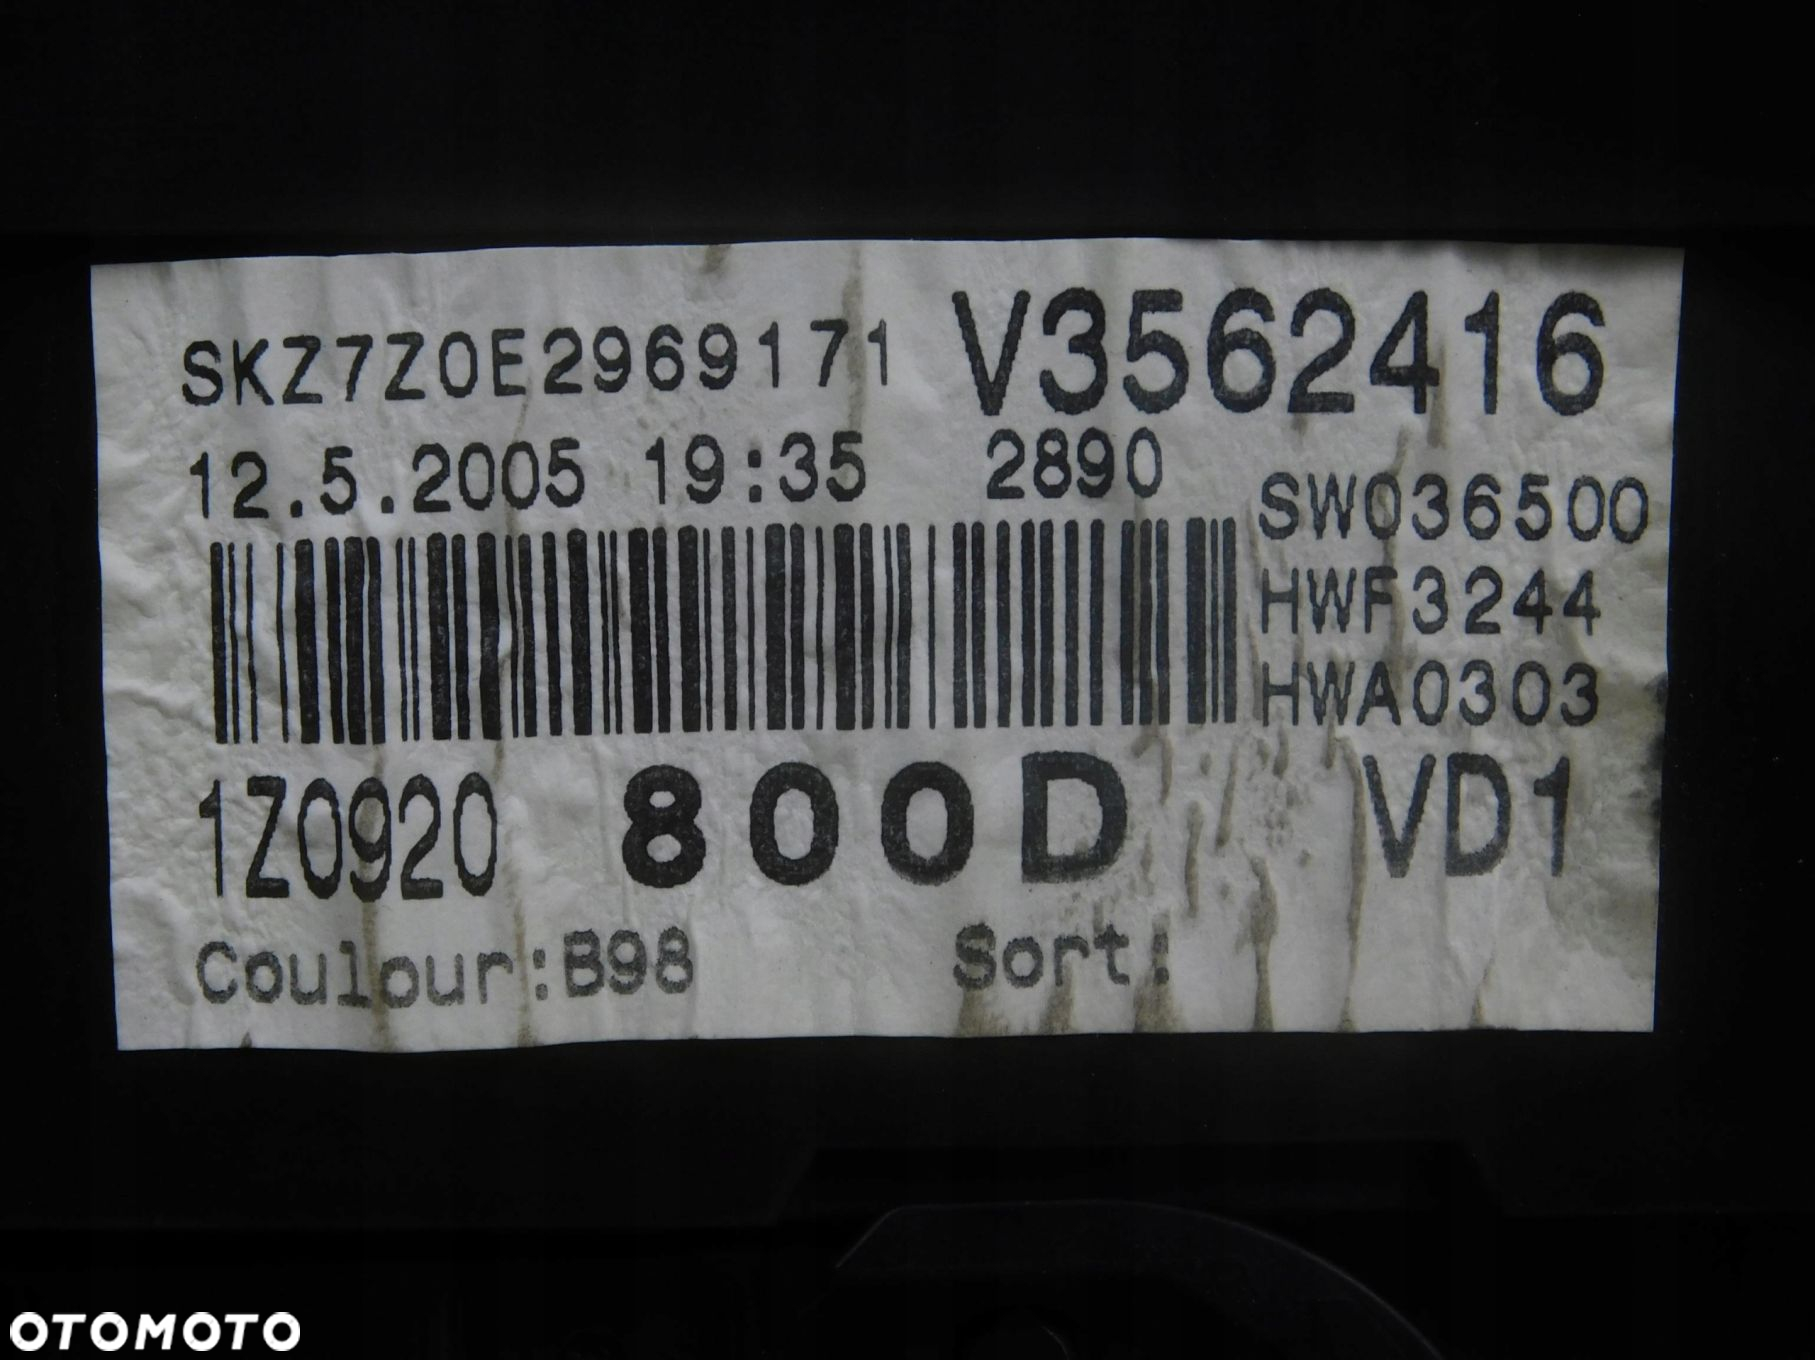 SKZ7Z0E2969171 V3562416
12.5.2005 19:35 2890
SW036500
HWF3244
HWA0303
1Z0920 800D VD1
Coulour:B98 Sort:
OTOMOTO